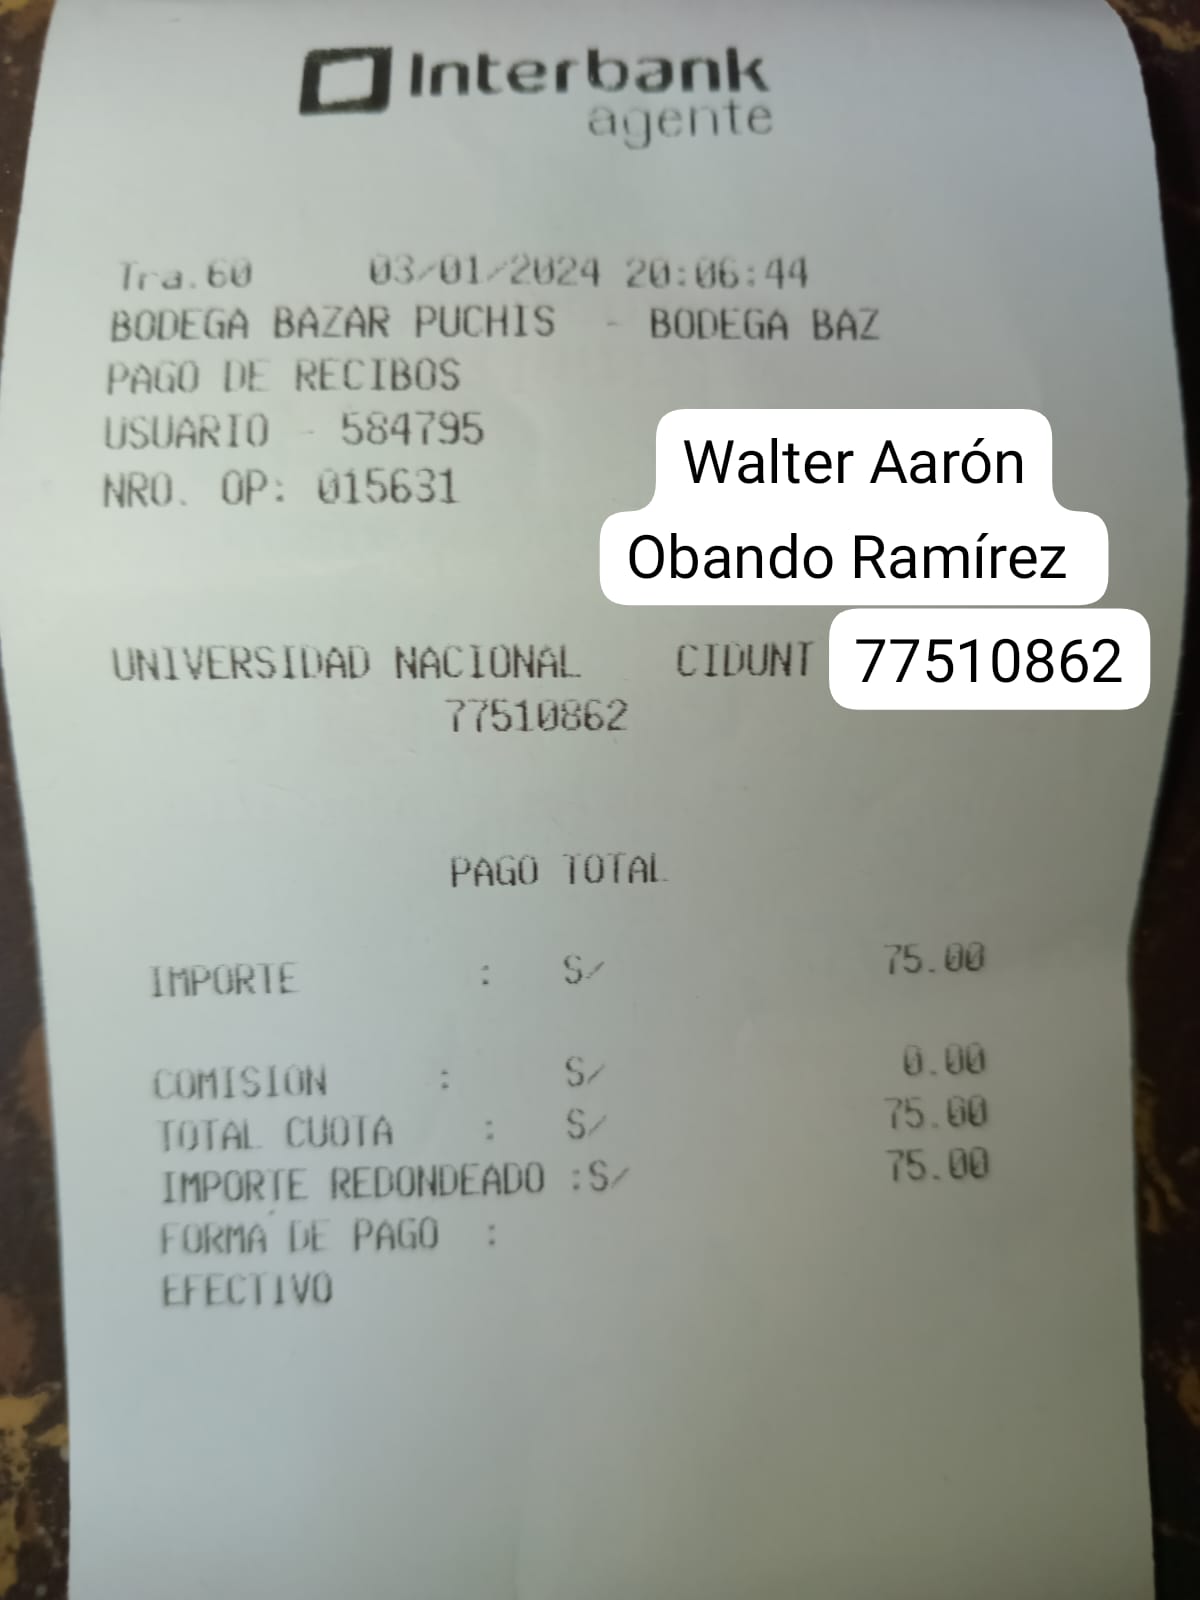 Interbank
agente
Tra.60 03/01/2024 20:06:44
BODEGA BAZAR PUCHIS - BODEGA BAZ
PAGO DE RECIBOS
USUARIO - 584795
NRO. OP: 015631
Walter Aarón
Obando Ramírez
UNIVERSIDAD NACIONAL CIDUNT 77510862
77510862
PAGO TOTAL
IMPORTE : S/ 75.00
COMISION : S/ 0.00
TOTAL CUOTA : S/ 75.00
IMPORTE REDONDEADO :S/ 75.00
FORMA DE PAGO :
EFECTIVO